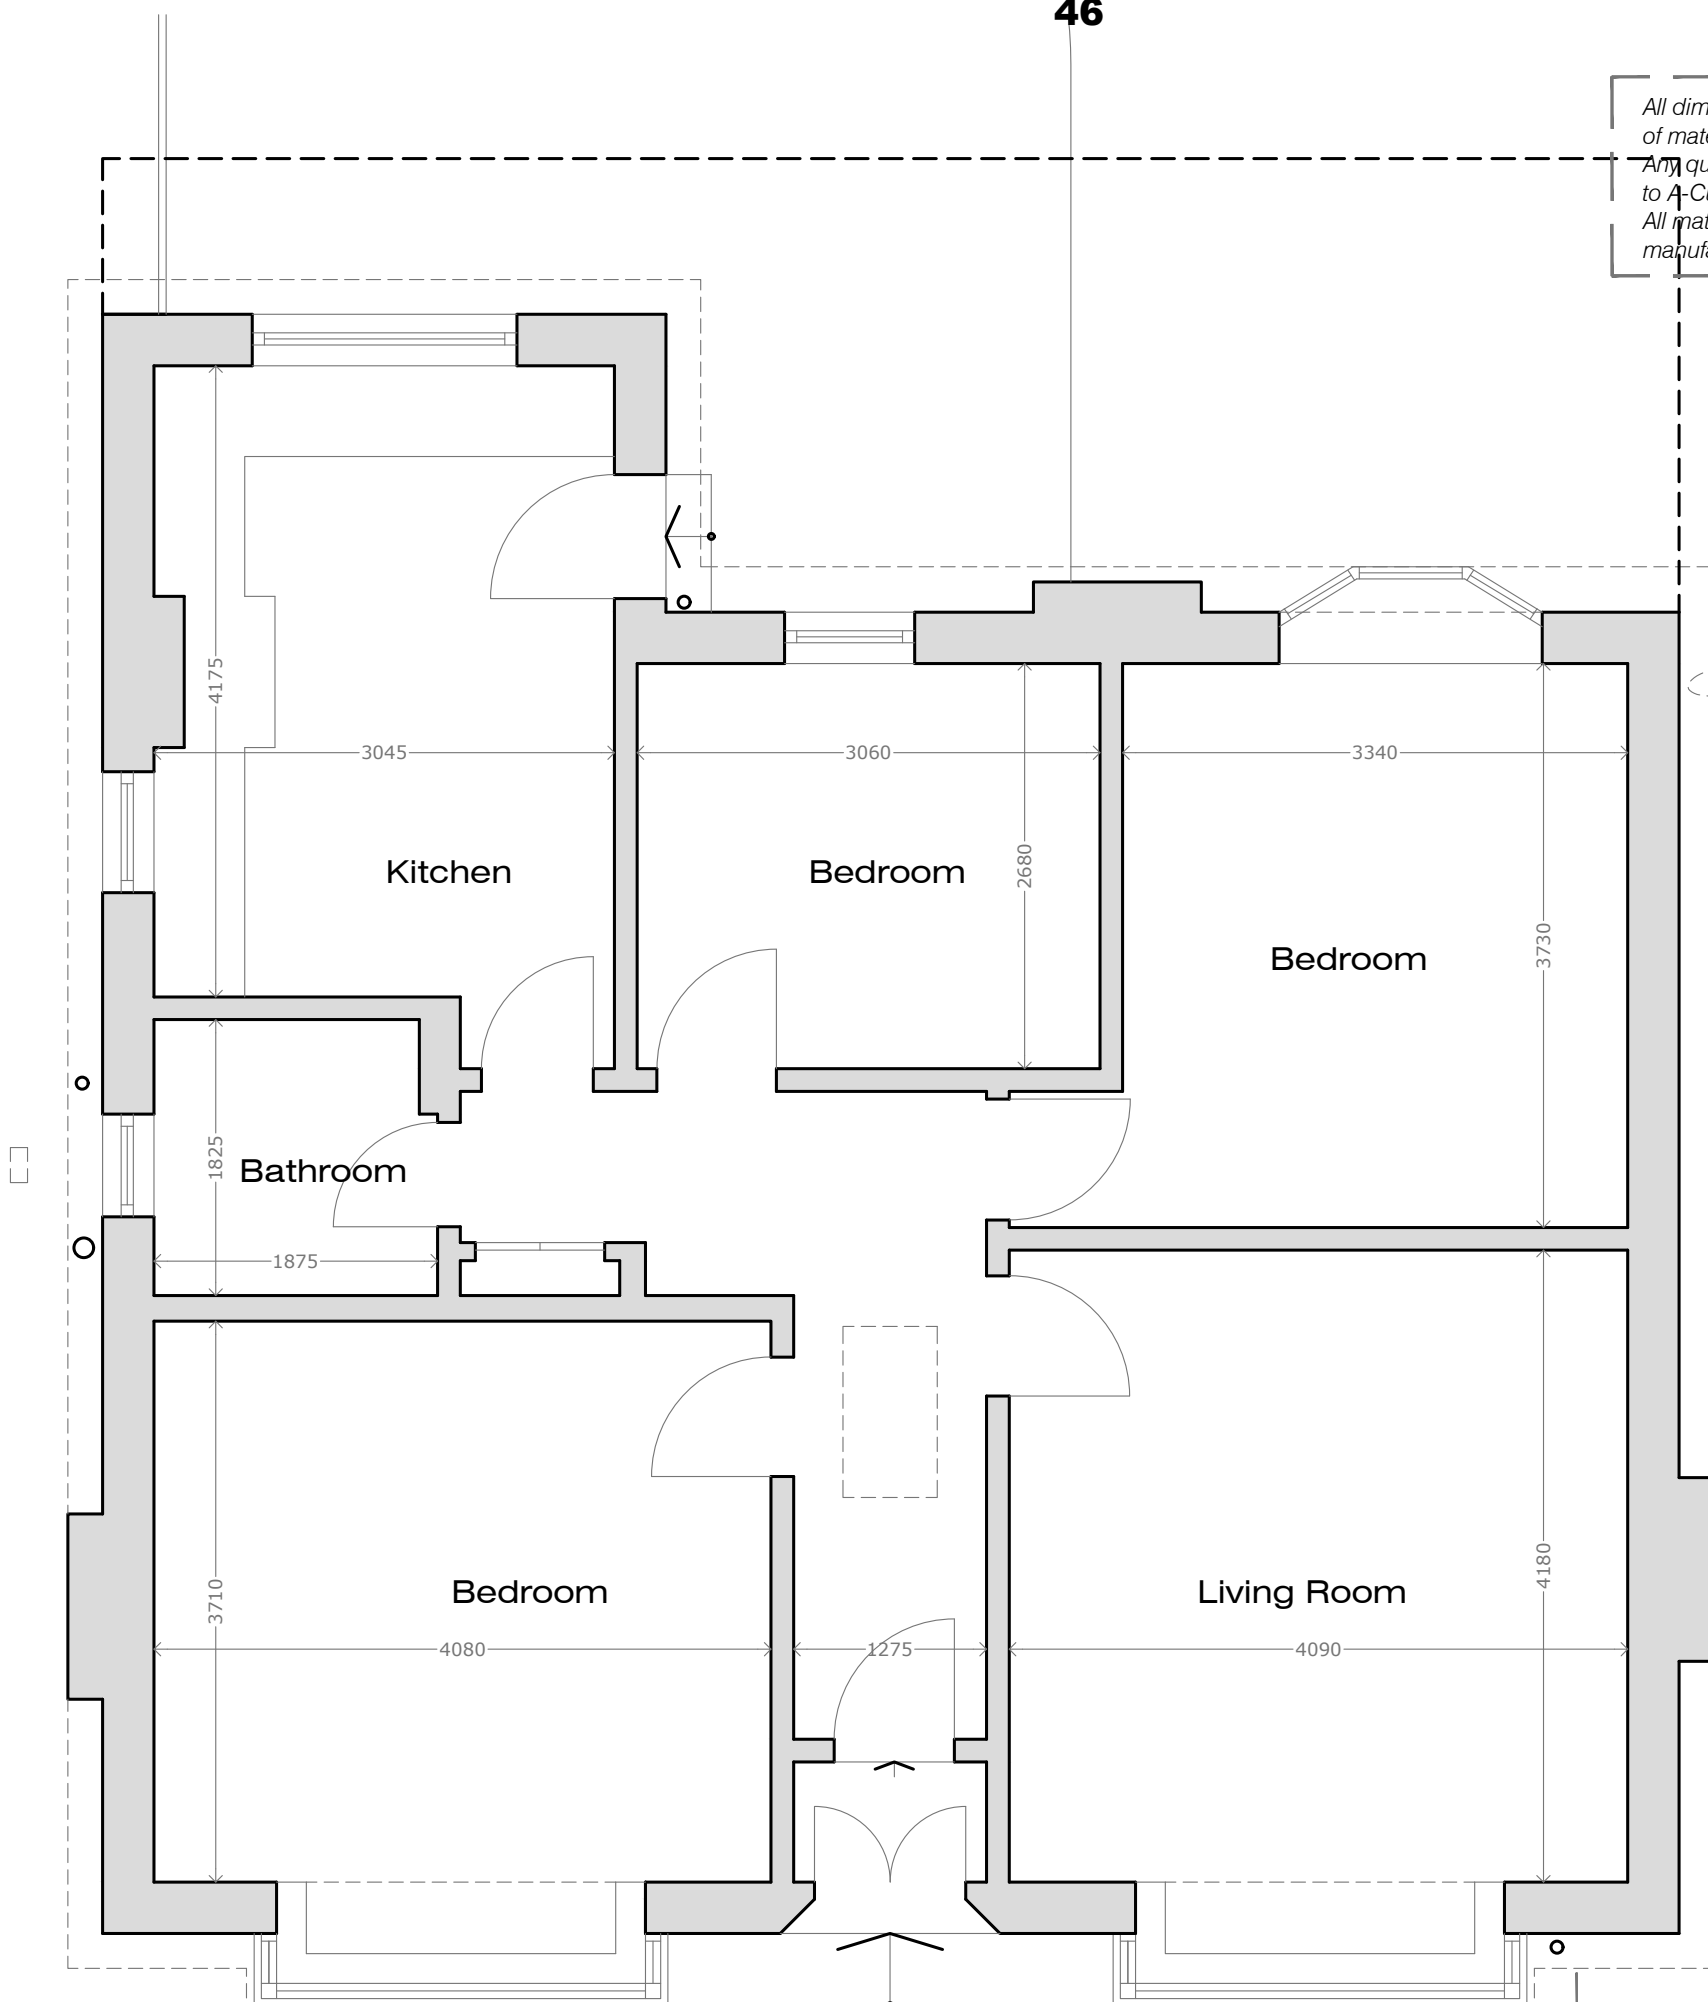 46
All dim
of mate
Any qu
to A-Cu
All mat
manufa
4175
3045
3060
3340
Kitchen
Bedroom
2680
Bedroom
3730
1825
Bathroom
1875
3710
Bedroom
Living Room
4180
4080
1275
4090